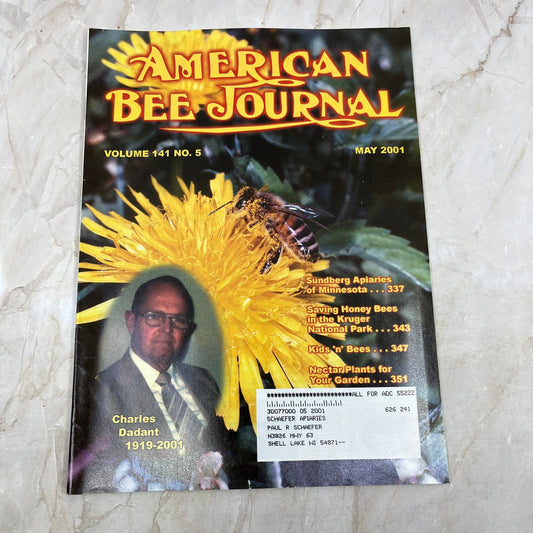 AMERICAN
BEE JOURNAL
VOLUME 141 NO. 5
MAY 2001
Sundberg Apiaries
of Minnesota . . . 337
Saving Honey Bees
in the Kruger
National Park . . . 343
Kids 'n' Bees . . . 347
Nectar Plants for
Your Garden . . . 351
Charles
Dadant
1919-2001
ALL FOR ADC 55222
30077000 05 2001 626 241
SCHAEFER APIARIES
PAUL R SCHAEFER
N3826 HWY 63
SHELL LAKE WI 54871--